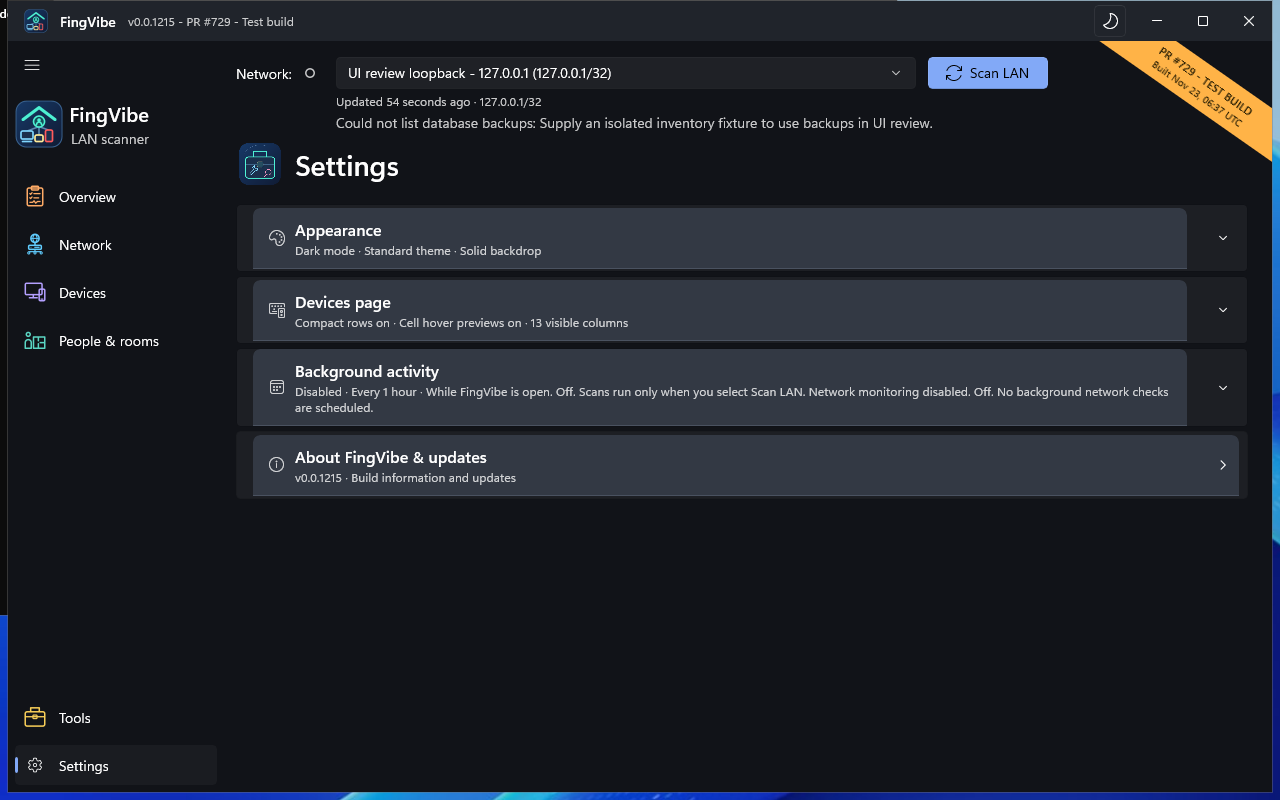 FingVibe v0.0.1215 - PR #729 - Test build
PR #729 - TEST BUILD
Built Nov 23, 06:37 UTC
Network: UI review loopback - 127.0.0.1 (127.0.0.1/32) Scan LAN
Updated 54 seconds ago · 127.0.0.1/32
Could not list database backups: Supply an isolated inventory fixture to use backups in UI review.
FingVibe
LAN scanner
Overview
Network
Devices
People & rooms
Tools
Settings
Settings
Appearance
Dark mode · Standard theme · Solid backdrop
Devices page
Compact rows on · Cell hover previews on · 13 visible columns
Background activity
Disabled · Every 1 hour · While FingVibe is open. Off. Scans run only when you select Scan LAN. Network monitoring disabled. Off. No background network checks
are scheduled.
About FingVibe & updates
v0.0.1215 · Build information and updates